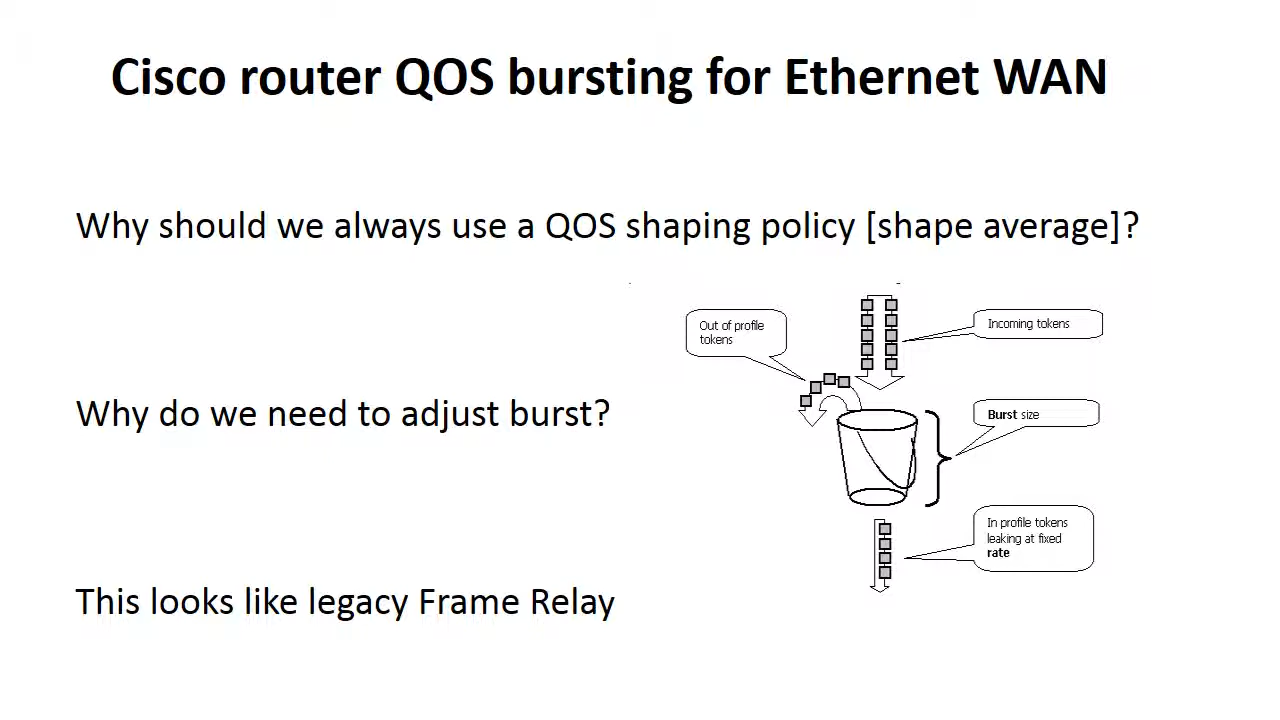 Cisco router QOS bursting for Ethernet WAN
Why should we always use a QOS shaping policy [shape average]?
Out of profile
tokens
Incoming tokens
Why do we need to adjust burst?
Burst size
In profile tokens
leaking at fixed
rate
This looks like legacy Frame Relay